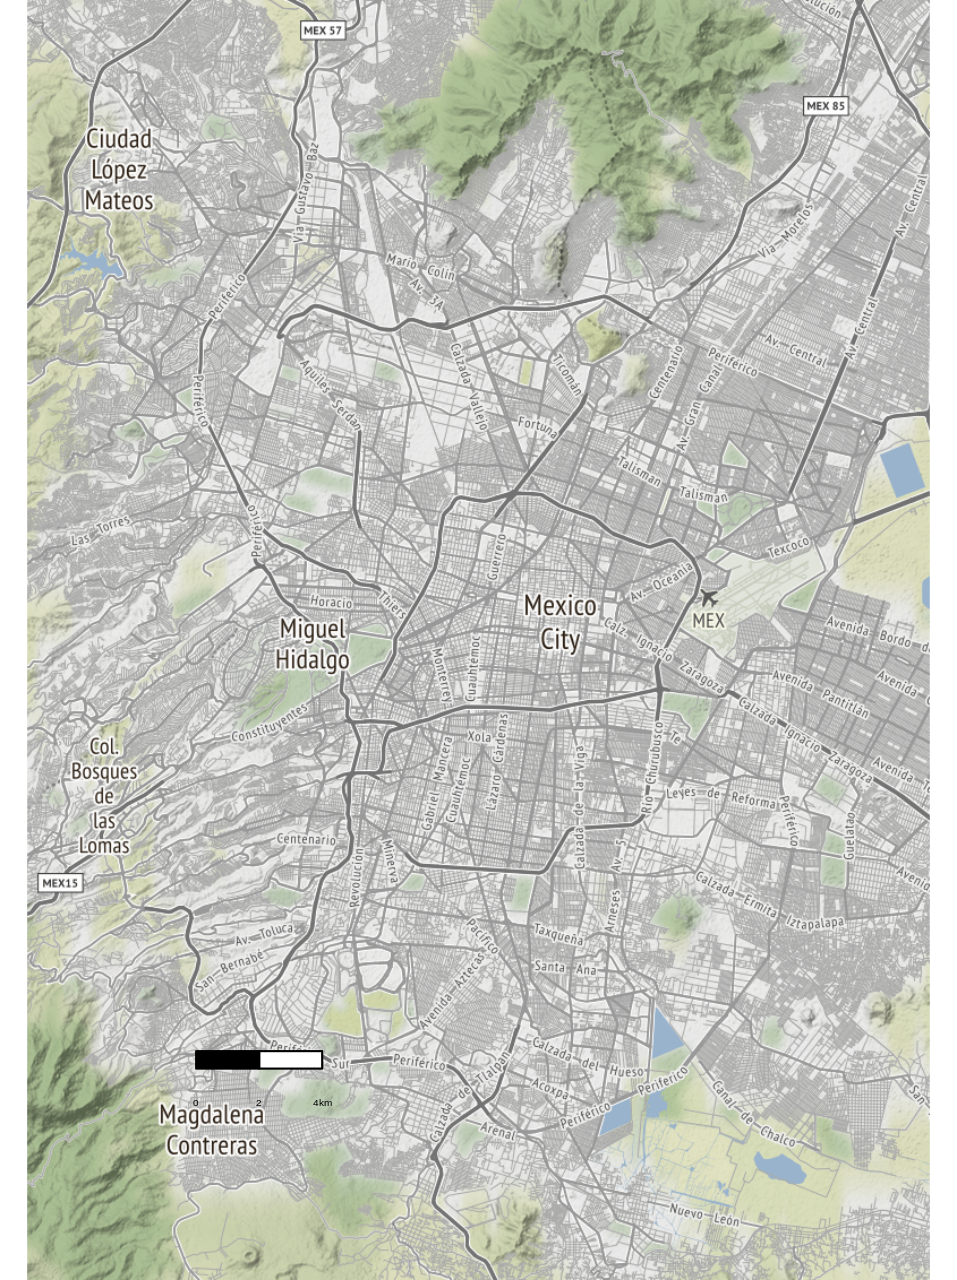 MEX 57
MEX 85
Ciudad
López
Mateos
Vía Gustavo Baz
Av. Central
Vía Morelos
Mario Colín
Av. 3A
Periférico
Av. Central
Av. Central
Periférico
Calzada Vallejo
Ticomán
Centenario
Av. Gran Canal
Periférico
Aquiles Serdán
Fortuna
Talismán
Talismán
Las Torres
Periférico
Guerrero
Texcoco
Av. Oceanía
Horacio
Thiers
Mexico
City
MEX
Miguel
Hidalgo
Calz. Ignacio Zaragoza
Avenida Bordo
Monterrey
Cuauhtémoc
Avenida Pantitlán
Avenida
Constituyentes
Xola
Lázaro Cárdenas
Calzada Ignacio Zaragoza
Te
Col.
Bosques
de
las
Lomas
Gabriel Mancera
Cuauhtémoc
Calzada de la Viga
Río Churubusco
Avenida
Leyes de Reforma
Periférico
Guelatao
Centenario
Minerva
Revolución
Av. 5
Avenid
MEX15
Calzada Ermita Iztapalapa
Arneses
Av. Toluca
San Bernabé
Pacífico
Taxqueña
Santa Ana
Avenida Aztecas
Sur
Periférico
Calzada de Tlalpan
Calzada del Hueso
Acoxpa
Periférico
Periférico
Arenal
Canal de Chalco
San
0 2 4km
Magdalena
Contreras
Nuevo León